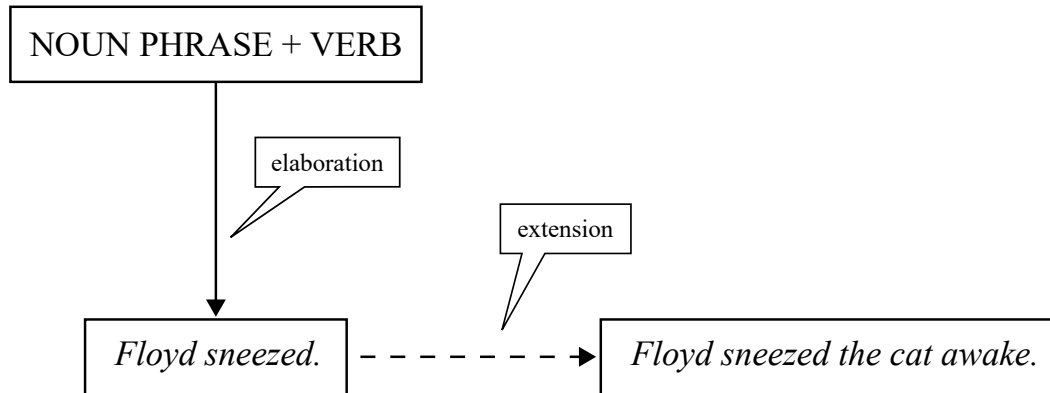 NOUN PHRASE + VERB
elaboration
extension
Floyd sneezed.
Floyd sneezed the cat awake.